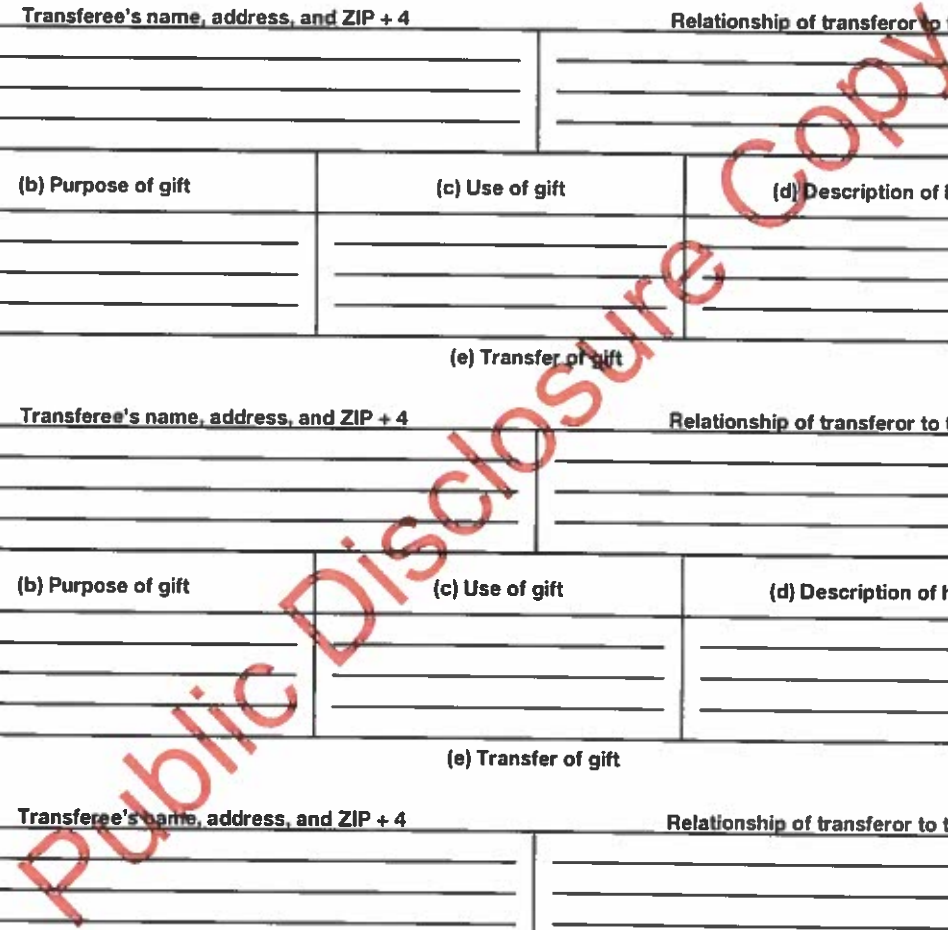 Transferee's name, address, and ZIP + 4 Relationship of transferor to
(b) Purpose of gift (c) Use of gift (d) Description of
(e) Transfer of gift
Transferee's name, address, and ZIP + 4 Relationship of transferor to
(b) Purpose of gift (c) Use of gift (d) Description of
(e) Transfer of gift
Transferee's name, address, and ZIP + 4 Relationship of transferor to
Public Disclosure Copy